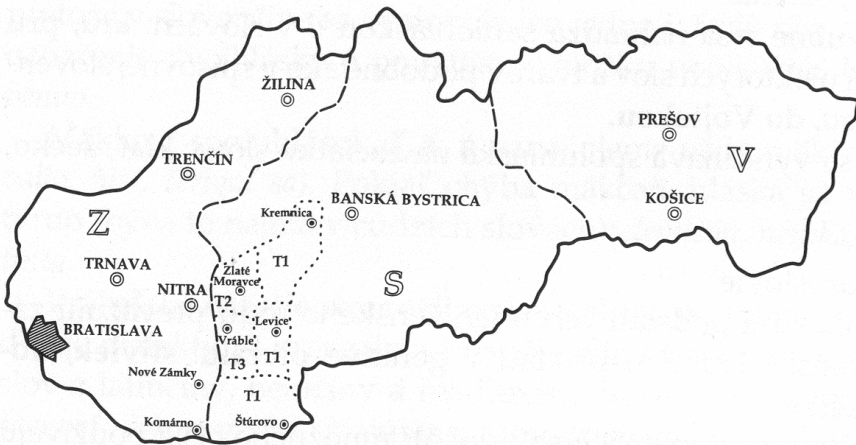 ŽILINA
PREŠOV
V
TRENČÍN
BANSKÁ BYSTRICA
KOŠICE
Kremnica
Z
TRNAVA
T1
S
Zlaté
Moravce
NITRA
T2
Levice
BRATISLAVA
Vráble
T3
T1
Nové Zámky
T1
Komárno
Štúrovo